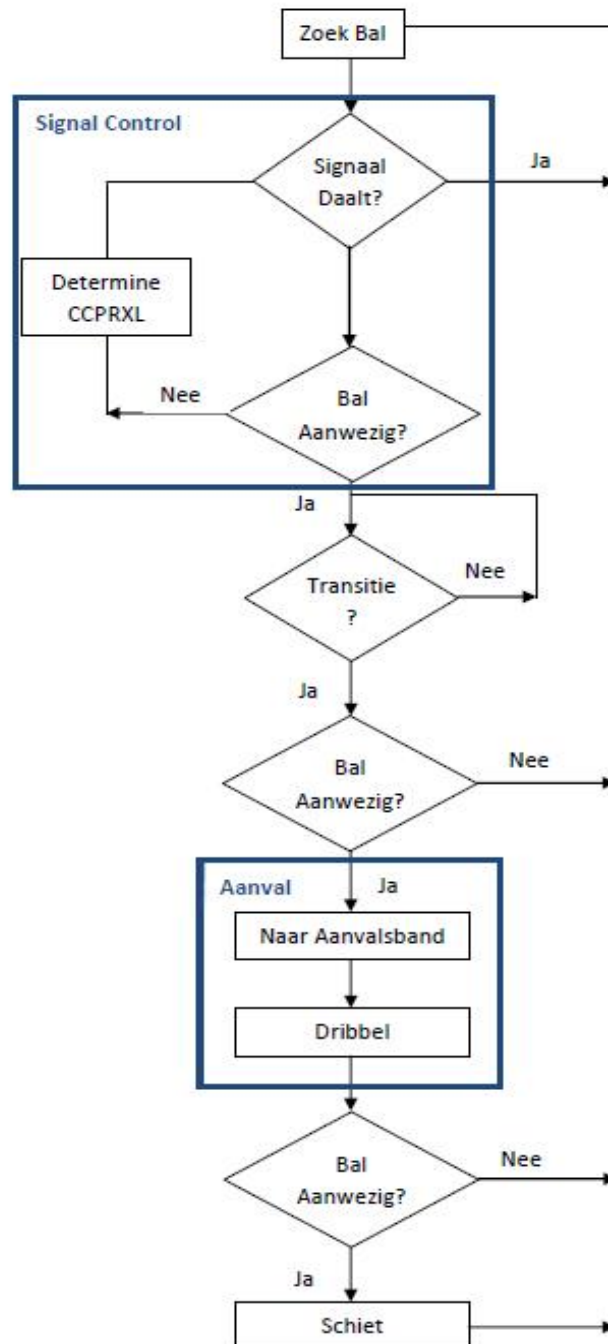 Zoek Bal
Signal Control
Signaal
Daalt?
Ja
Determine
CCPRXL
Nee
Bal
Aanwezig?
Ja
Transitie
?
Nee
Ja
Bal
Aanwezig?
Nee
Ja
Aanval
Naar Aanvalsband
Dribbel
Bal
Aanwezig?
Nee
Ja
Schiet